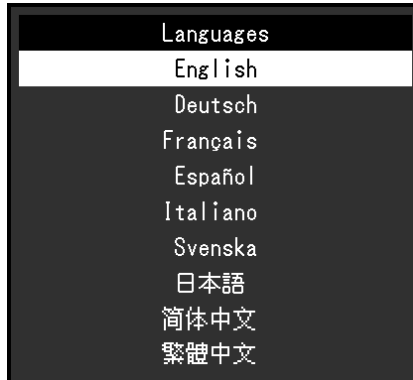 Languages
English
Deutsch
Français
Español
Italiano
Svenska
日本語
简体中文
繁體中文